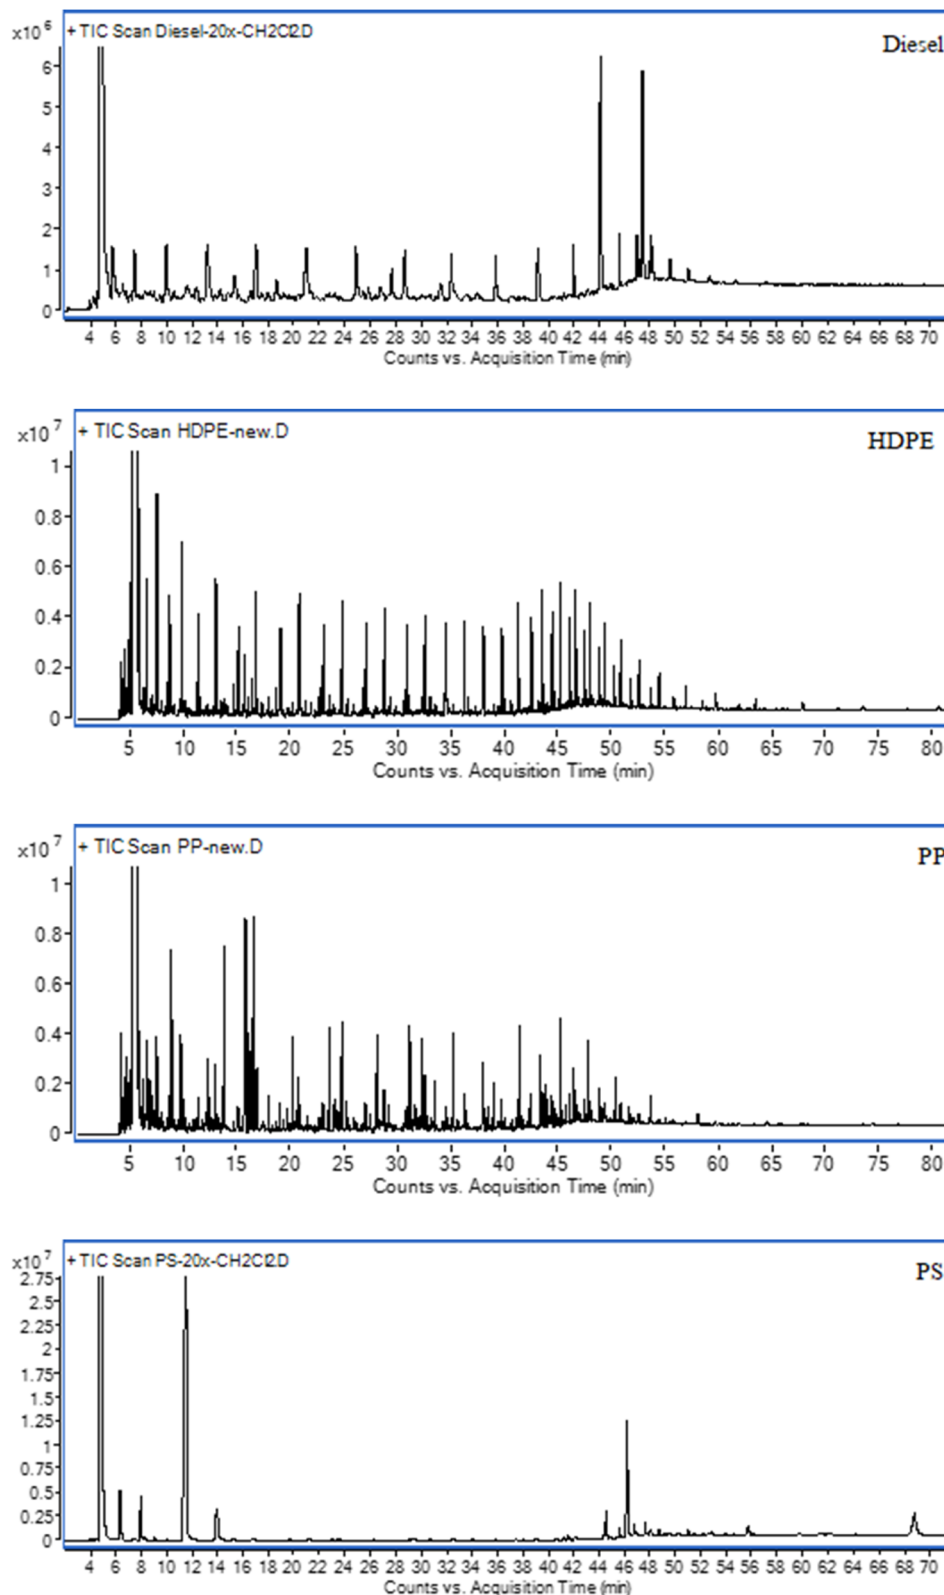 x10⁶ + TIC Scan Diesel-20x-CH2Cl2.D Diesel
6
5
4
3
2
1
0
4 6 8 10 12 14 16 18 20 22 24 26 28 30 32 34 36 38 40 42 44 46 48 50 52 54 56 58 60 62 64 66 68 70
Counts vs. Acquisition Time (min)
x10⁷ + TIC Scan HDPE-new.D HDPE
1
0.8
0.6
0.4
0.2
0
5 10 15 20 25 30 35 40 45 50 55 60 65 70 75 80
Counts vs. Acquisition Time (min)
x10⁷ + TIC Scan PP-new.D PP
1
0.8
0.6
0.4
0.2
0
5 10 15 20 25 30 35 40 45 50 55 60 65 70 75 80
Counts vs. Acquisition Time (min)
x10⁷ + TIC Scan PS-20x-CH2Cl2.D PS
2.75
2.5
2.25
2
1.75
1.5
1.25
1
0.75
0.5
0.25
0
4 6 8 10 12 14 16 18 20 22 24 26 28 30 32 34 36 38 40 42 44 46 48 50 52 54 56 58 60 62 64 66 68 70
Counts vs. Acquisition Time (min)